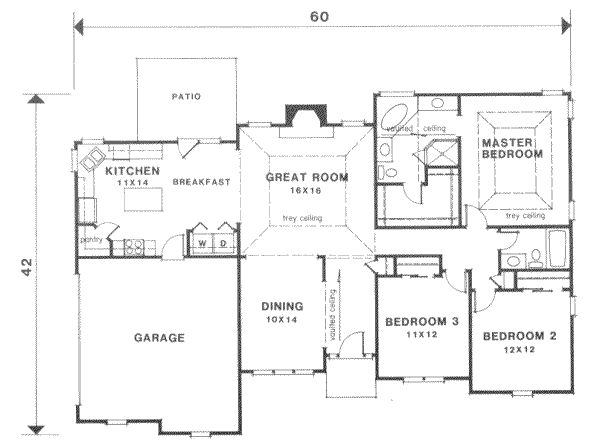 60
42
PATIO
KITCHEN
11X14
BREAKFAST
pantry
W D
GREAT ROOM
16X16
trey ceiling
vaulted ceiling
MASTER
BEDROOM
trey ceiling
GARAGE
DINING
10X14
vaulted ceiling
BEDROOM 3
11X12
BEDROOM 2
12X12